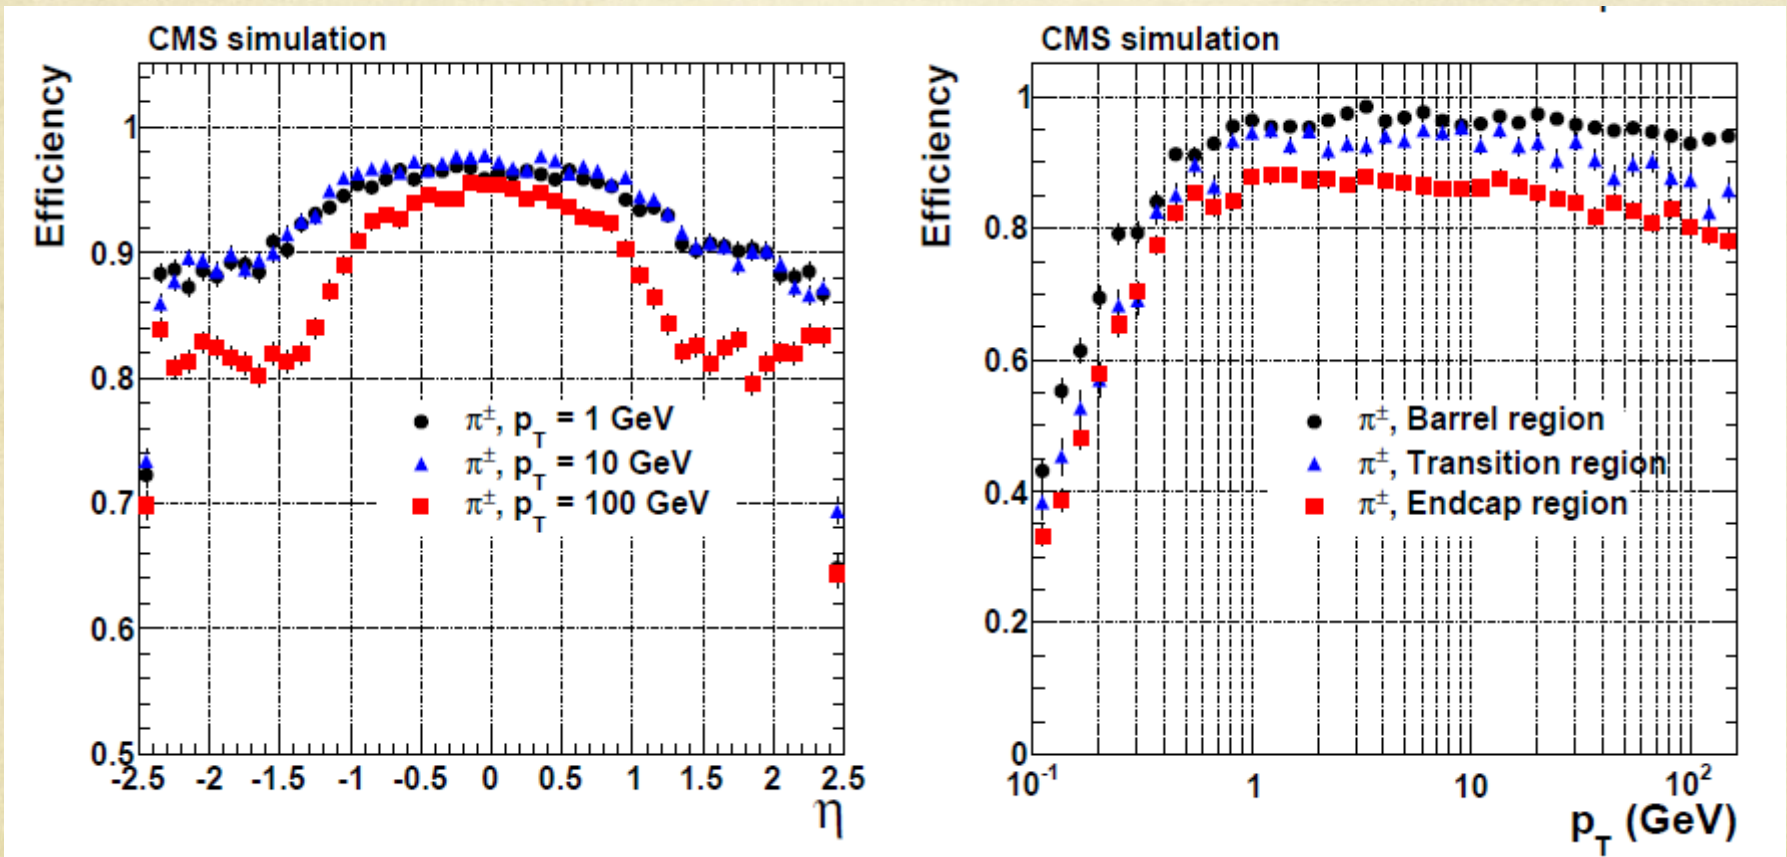 CMS simulation
Efficiency
1
0.9
0.8
0.7
0.6
0.5
-2.5 -2 -1.5 -1 -0.5 0 0.5 1 1.5 2 2.5
η
π±, pT = 1 GeV
π±, pT = 10 GeV
π±, pT = 100 GeV
CMS simulation
Efficiency
1
0.8
0.6
0.4
0.2
0
10-1 1 10 102
pT (GeV)
π±, Barrel region
π±, Transition region
π±, Endcap region